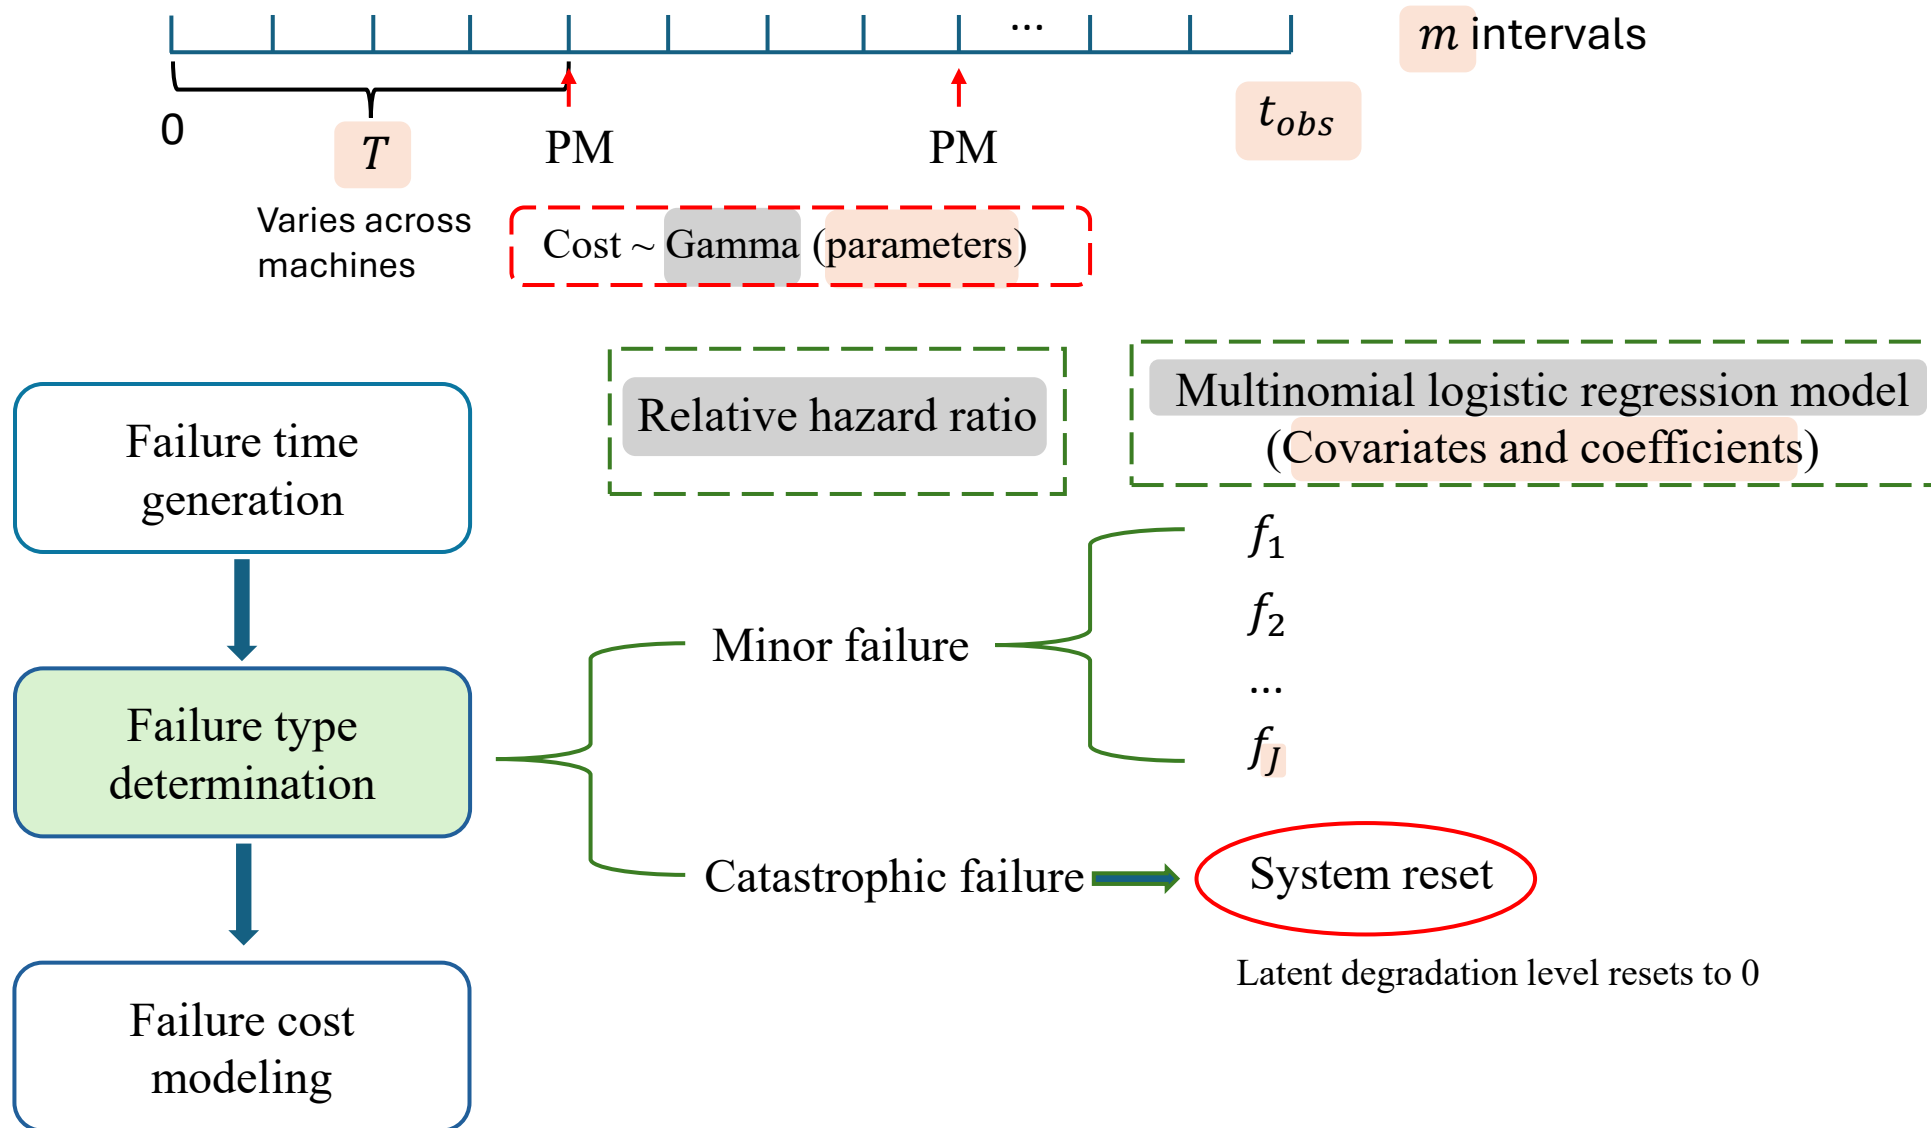 ...
m intervals
0
T
PM
PM
t_obs
Varies across
machines
Cost ~ Gamma (parameters)
Relative hazard ratio
Multinomial logistic regression model
(Covariates and coefficients)
Failure time
generation
f_1
f_2
...
f_J
Minor failure
Failure type
determination
Catastrophic failure
System reset
Latent degradation level resets to 0
Failure cost
modeling